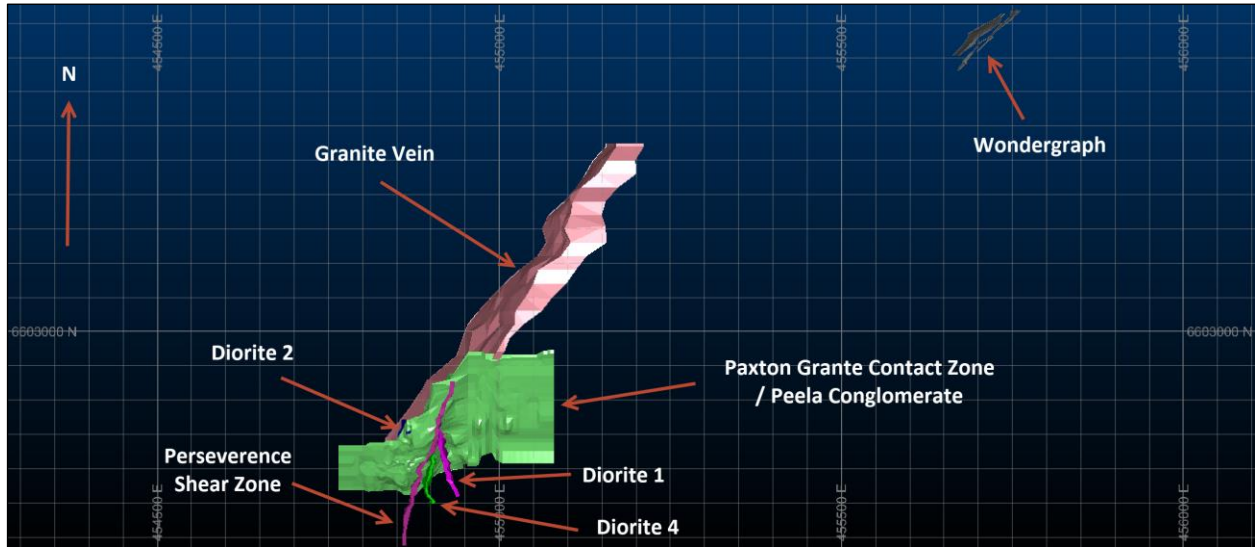 454500 E
455000 E
455500 E
456000 E
N
Wondergraph
Granite Vein
6603000 N
6603000 N
Diorite 2
Paxton Grante Contact Zone
/ Peela Conglomerate
Perseverence
Shear Zone
Diorite 1
Diorite 4
454500 E
455000 E
455500 E
456000 E